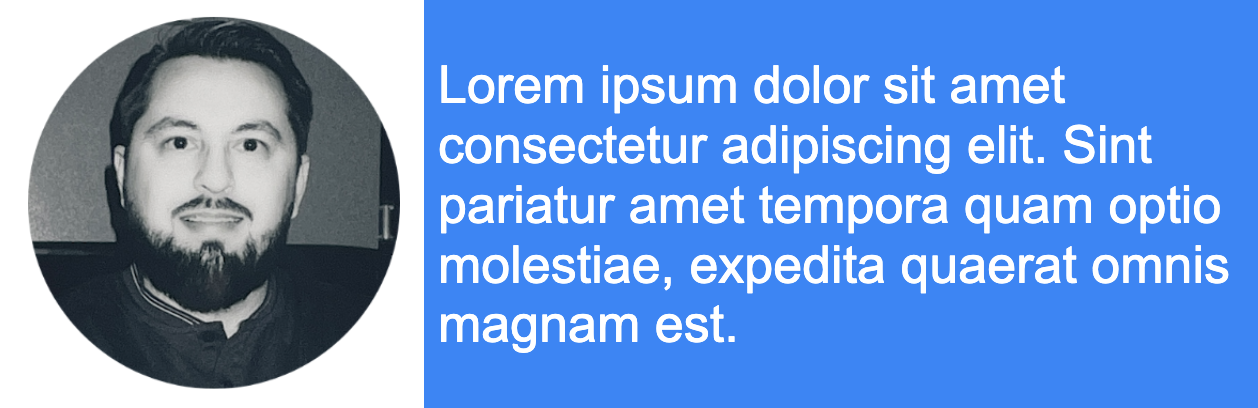 Lorem ipsum dolor sit amet
consectetur adipiscing elit. Sint
pariatur amet tempora quam optio
molestiae, expedita quaerat omnis
magnam est.